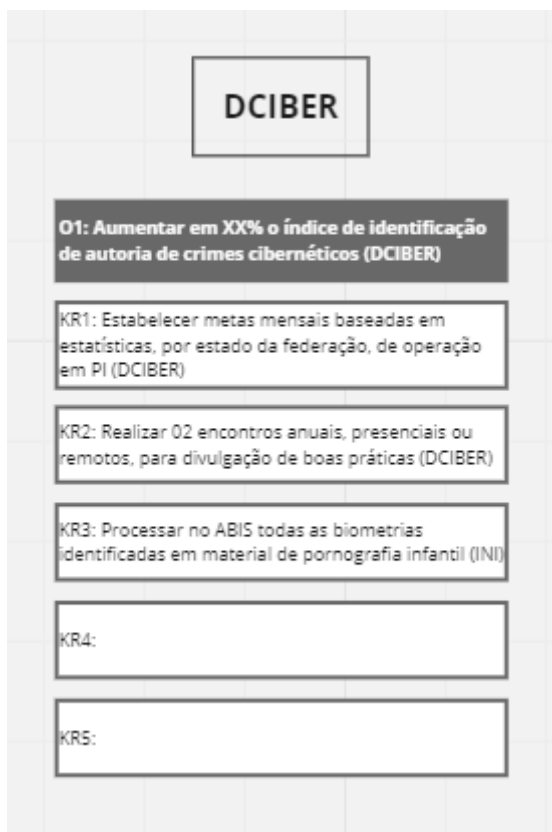 DCIBER
O1: Aumentar em XX% o índice de identificação
de autoria de crimes cibernéticos (DCIBER)
KR1: Estabelecer metas mensais baseadas em
estatísticas, por estado da federação, de operação
em PI (DCIBER)
KR2: Realizar 02 encontros anuais, presenciais ou
remotos, para divulgação de boas práticas (DCIBER)
KR3: Processar no ABIS todas as biometrias
identificadas em material de pornografia infantil (INI)
KR4:
KR5: